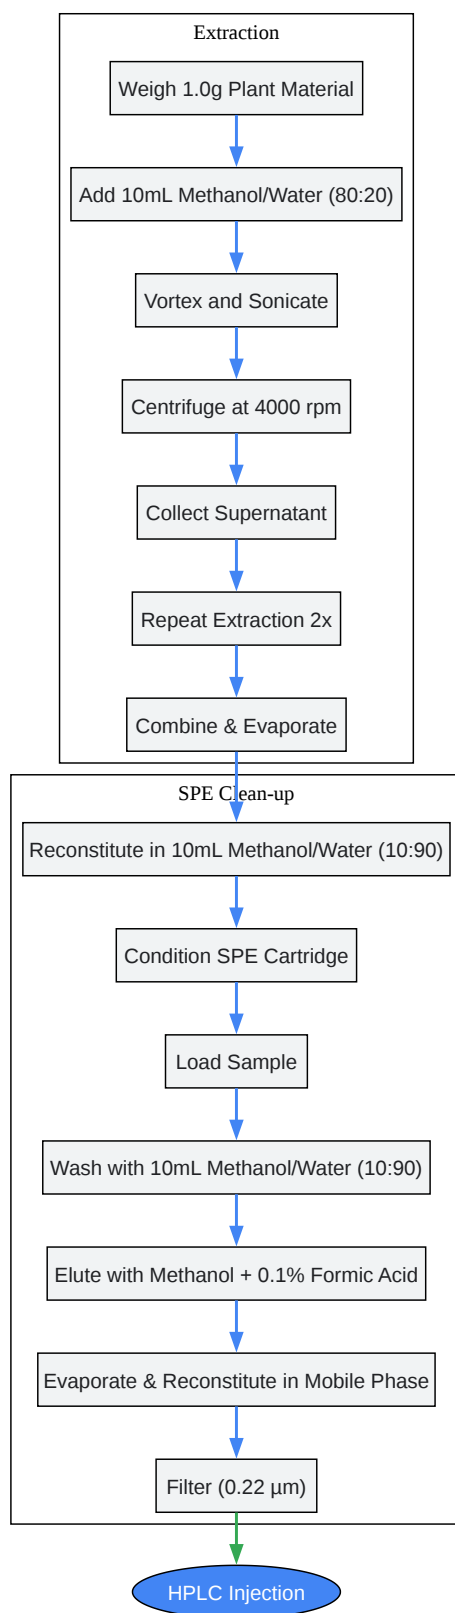 Extraction
Weigh 1.0g Plant Material
Add 10mL Methanol/Water (80:20)
Vortex and Sonicate
Centrifuge at 4000 rpm
Collect Supernatant
Repeat Extraction 2x
Combine & Evaporate
SPE Clean-up
Reconstitute in 10mL Methanol/Water (10:90)
Condition SPE Cartridge
Load Sample
Wash with 10mL Methanol/Water (10:90)
Elute with Methanol + 0.1% Formic Acid
Evaporate & Reconstitute in Mobile Phase
Filter (0.22 µm)
HPLC Injection